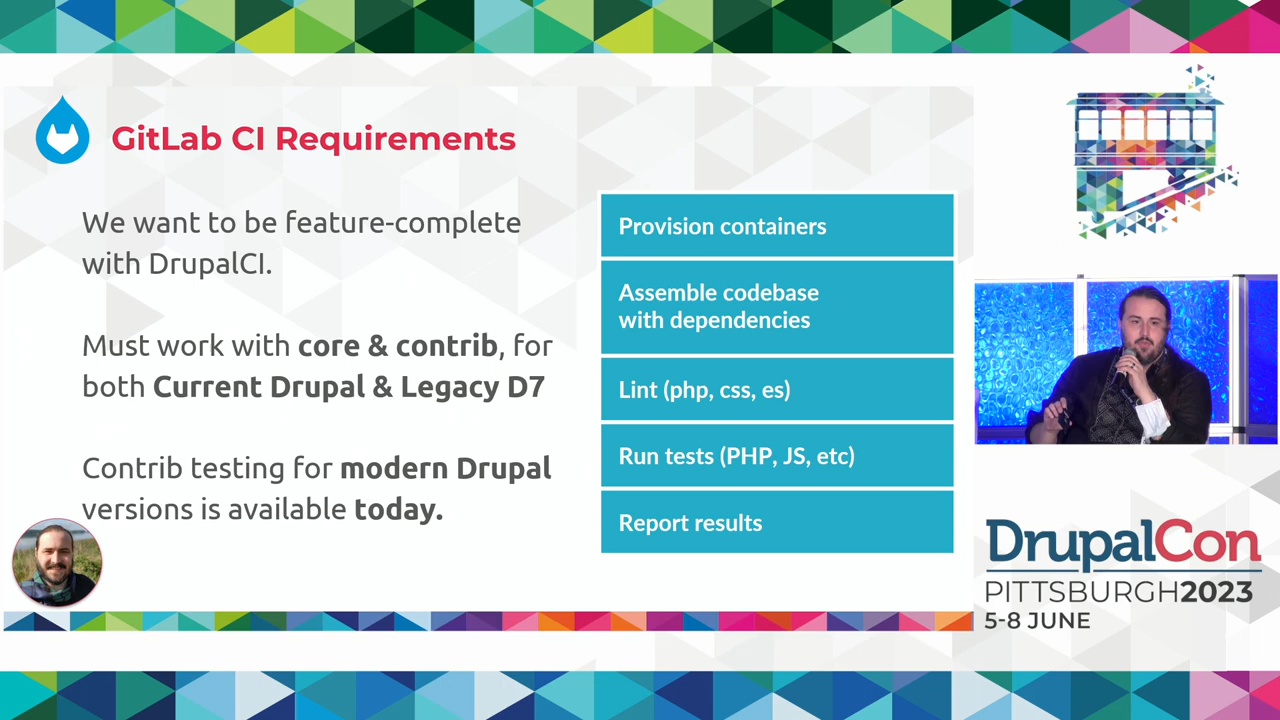 GitLab CI Requirements
We want to be feature-complete
with DrupalCI.
Must work with core & contrib, for
both Current Drupal & Legacy D7
Contrib testing for modern Drupal
versions is available today.
Provision containers
Assemble codebase
with dependencies
Lint (php, css, es)
Run tests (PHP, JS, etc)
Report results
DrupalCon
PITTSBURGH2023
5-8 JUNE